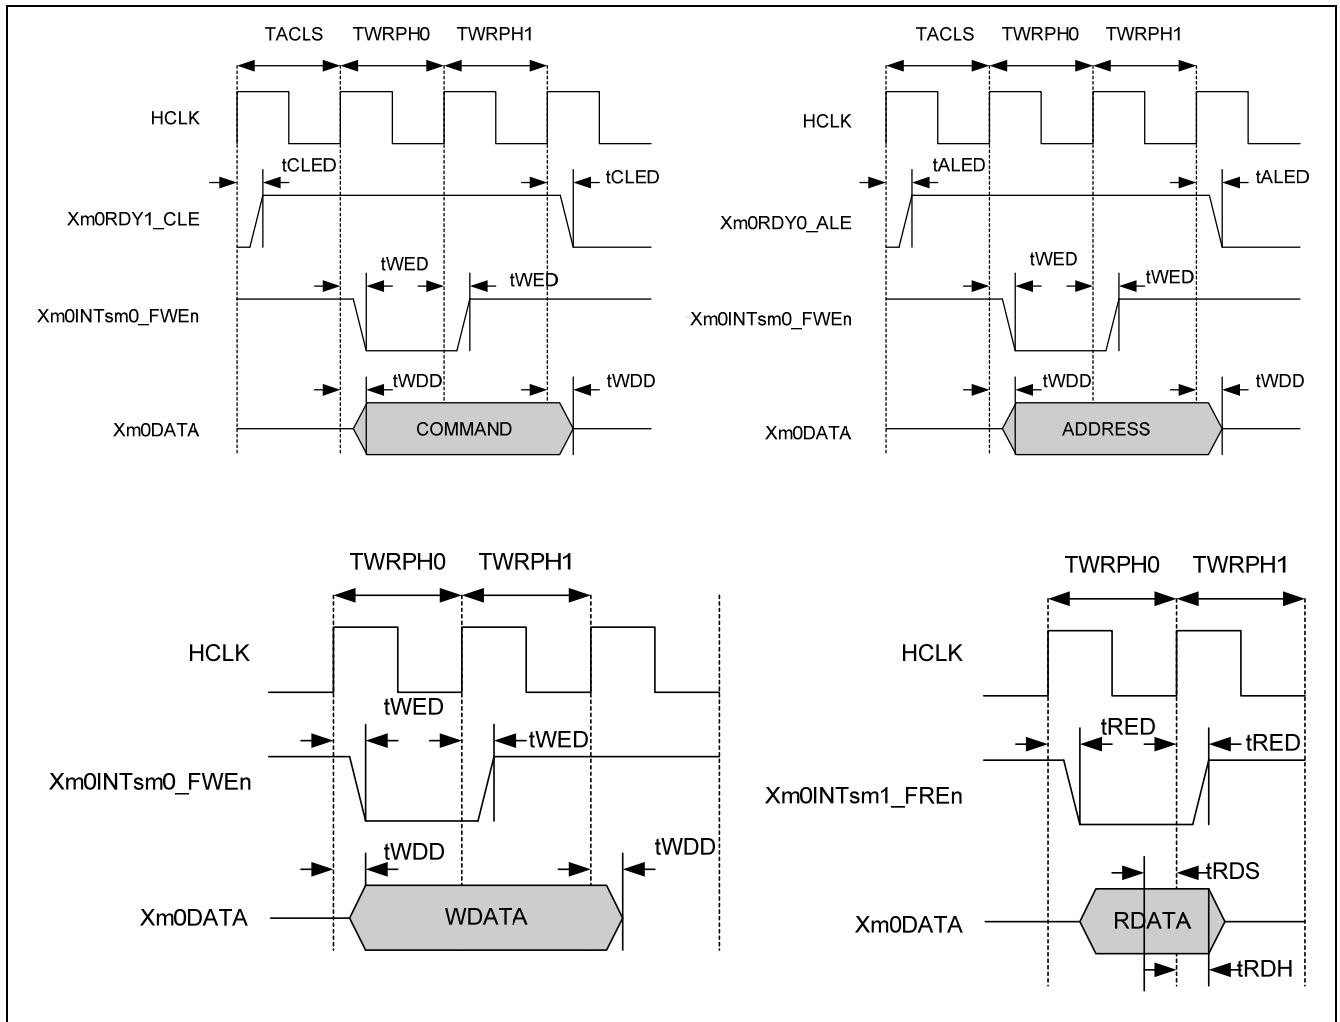 TACLS TWRPH0 TWRPH1
HCLK
tCLED
tCLED
Xm0RDY1_CLE
tWED
tWED
Xm0INTsm0_FWEn
tWDD
tWDD
Xm0DATA
COMMAND
TACLS TWRPH0 TWRPH1
HCLK
tALED
tALED
Xm0RDY0_ALE
tWED
tWED
Xm0INTsm0_FWEn
tWDD
tWDD
Xm0DATA
ADDRESS
TWRPH0 TWRPH1
HCLK
tWED
tWED
Xm0INTsm0_FWEn
tWDD
tWDD
Xm0DATA
WDATA
TWRPH0 TWRPH1
HCLK
tRED
tRED
Xm0INTsm1_FREn
tRDS
Xm0DATA
RDATA
tRDH